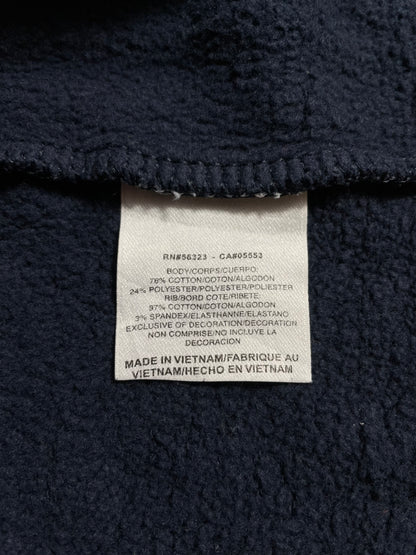 RN#56323 - CA#05553
BODY/CORPS/CUERPO:
76% COTTON/COTON/ALGODON
24% POLYESTER/POLYESTER/POLIESTER
RIB/BORD COTE/RIBETE:
97% COTTON/COTON/ALGODON
3% SPANDEX/ELASTHANNE/ELASTANO
EXCLUSIVE OF DECORATION/DECORATION
NON COMPRISE/NO INCLUYE LA
DECORACION
MADE IN VIETNAM/FABRIQUE AU
VIETNAM/HECHO EN VIETNAM